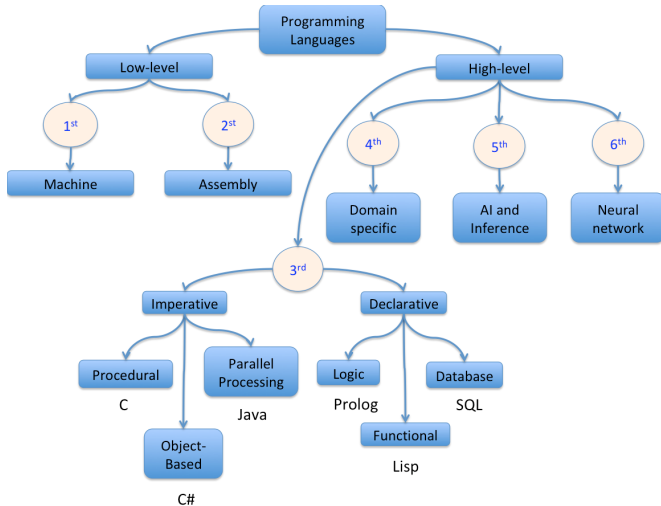 Programming
Languages
Low-level
High-level
1st
2st
4th
5th
6th
Machine
Assembly
Domain
specific
AI and
Inference
Neural
network
3rd
Imperative
Declarative
Procedural
Parallel
Processing
Logic
Database
C
Java
Prolog
SQL
Object-
Based
Functional
C#
Lisp